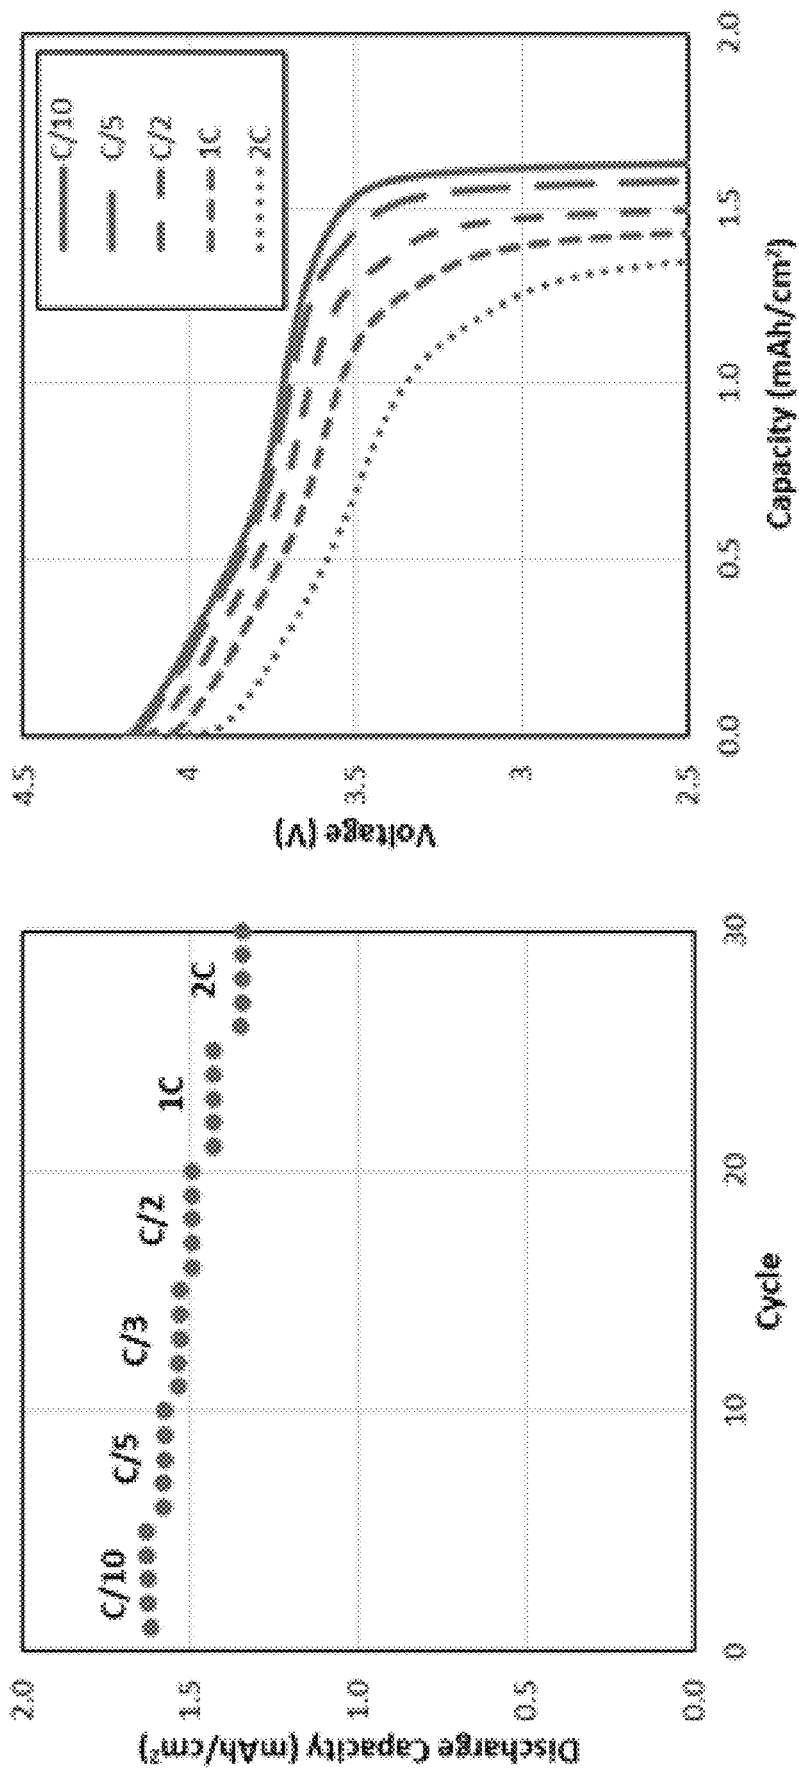 Discharge Capacity (mAh/cm²)
2.0
1.5
1.0
0.5
0.0
C/10
C/5
C/3
C/2
1C
2C
0
10
20
30
Cycle
Voltage (V)
4.5
4
3.5
3
2.5
C/10
C/5
C/2
1C
2C
0.0
0.5
1.0
1.5
2.0
Capacity (mAh/cm²)